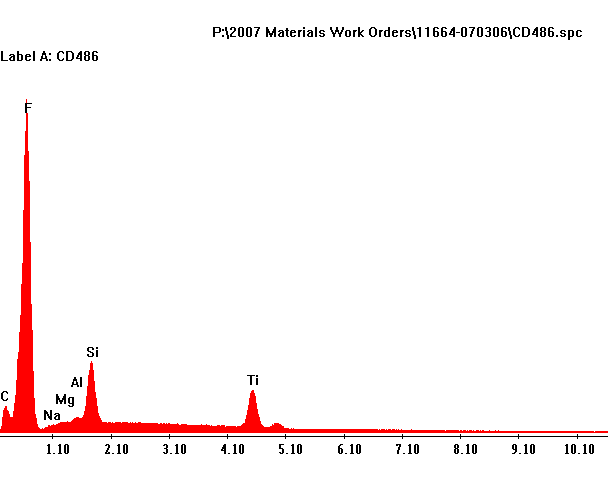 P:\2007 Materials Work Orders\11664-070306\CD486.spc
Label A: CD486
F
Si
Ti
Al
C
Mg
Na
1.10 2.10 3.10 4.10 5.10 6.10 7.10 8.10 9.10 10.10